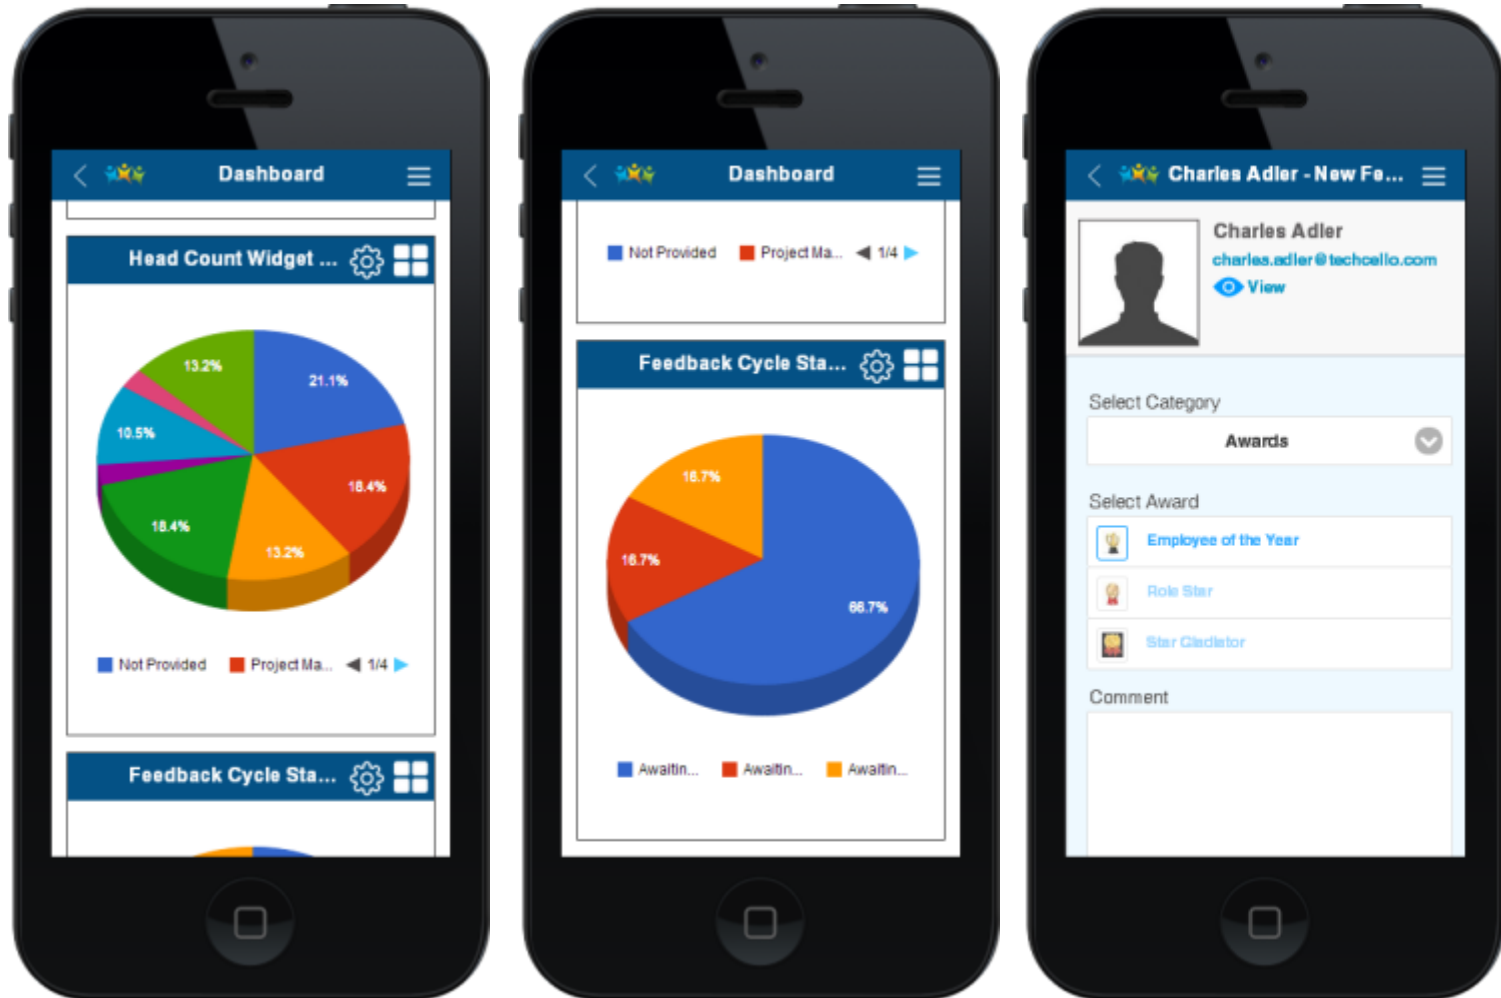 Dashboard
Head Count Widget ...
13.2%
21.1%
10.5%
18.4%
18.4%
13.2%
Not Provided
Project Ma...
1/4
Feedback Cycle Sta...
Dashboard
Not Provided
Project Ma...
1/4
Feedback Cycle Sta...
16.7%
16.7%
66.7%
Awaitin...
Awaitin...
Awaitin...
Charles Adler - New Fe...
Charles Adler
charles.adler@techcello.com
View
Select Category
Awards
Select Award
Employee of the Year
Role Star
Star Gladiator
Comment